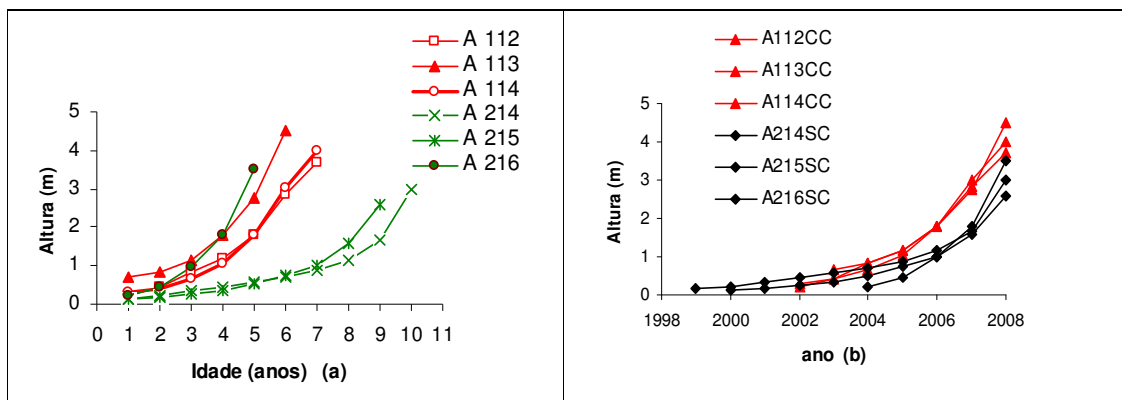 A 112
A 113
A 114
A 214
A 215
A 216
5
4
3
2
1
0
Altura (m)
0 1 2 3 4 5 6 7 8 9 10 11
Idade (anos) (a)
A112CC
A113CC
A114CC
A214SC
A215SC
A216SC
5
4
3
2
1
0
Altura (m)
1998 2000 2002 2004 2006 2008
ano (b)